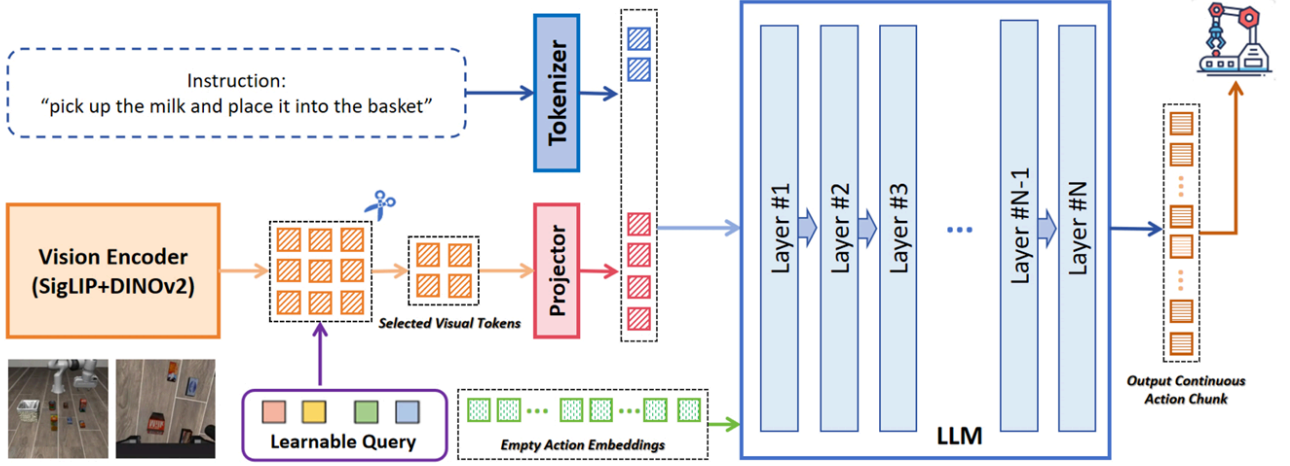 Instruction:
“pick up the milk and place it into the basket”
Tokenizer
Vision Encoder
(SigLIP+DINOv2)
Selected Visual Tokens
Projector
Learnable Query
Empty Action Embeddings
Layer #1
Layer #2
Layer #3
...
Layer #N-1
Layer #N
LLM
Output Continuous
Action Chunk